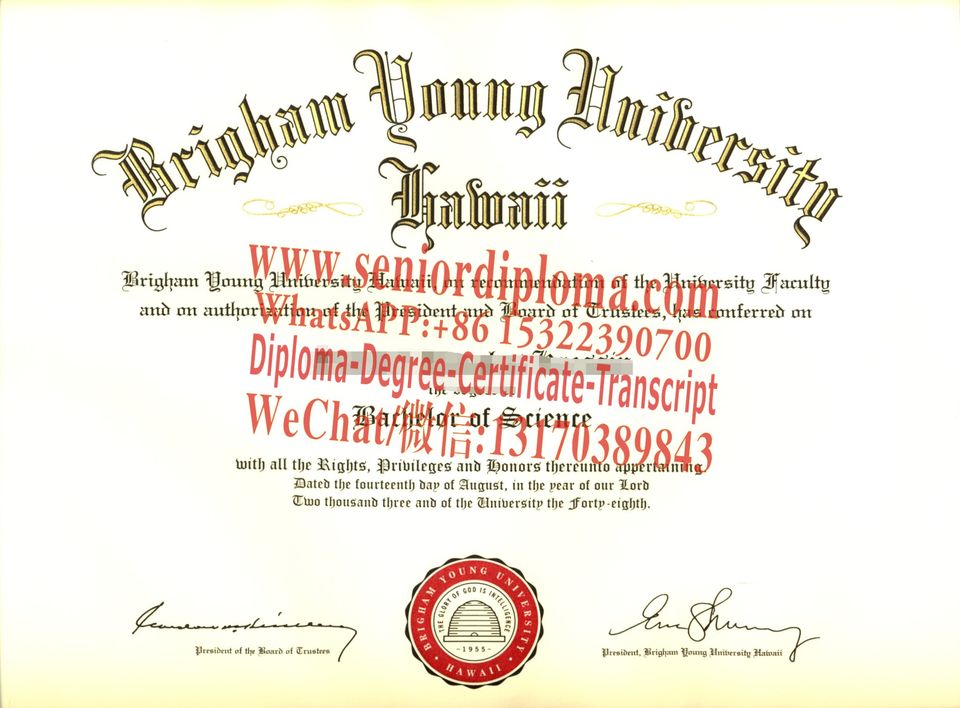 Brigham Young University
Hawaii
www.seniordiploma.com
Brigham Young University Hawaii, on recommendation of the University Faculty
and on authorization of the President and Board of Trustees, has conferred on
WhatsAPP:+86 15322390700
Diploma-Degree-Certificate-Transcript
Bachelor of Science
WeChat/微信:13170389843
with all the Rights, Privileges and Honors thereunto appertaining
Dated the fourteenth day of August, in the year of our Lord
Two thousand three and of the University the Forty-eighth.
BRIGHAM YOUNG UNIVERSITY
THE GLORY OF GOD IS INTELLIGENCE
-1955-
HAWAII
President of the Board of Trustees
President, Brigham Young University Hawaii